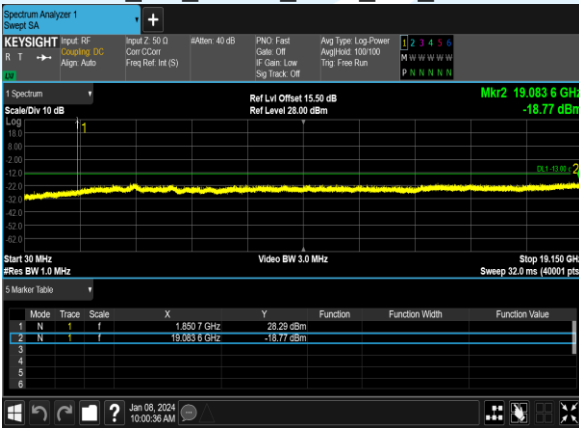 Spectrum Analyzer 1
Swept SA
+
KEYSIGHT Input: RF Input Z: 50 Ω #Atten: 40 dB PNO: Fast Avg Type: Log-Power 1 2 3 4 5 6
R T Coupling: DC Corr CCorr Gate: Off Avg|Hold: 100/100 M W W W W W
Align: Auto Freq Ref: Int (S) IF Gain: Low Trig: Free Run
Sig Track: Off P N N N N N
LV
1 Spectrum Ref Lvl Offset 15.50 dB Mkr2 19.083 6 GHz
Scale/Div 10 dB Ref Level 28.00 dBm -18.77 dBm
Log
18.0
8.00
-2.00
-12.0
-22.0
-32.0
-42.0
-52.0
-62.0
1
DL1 -13.00
2
Start 30 MHz Video BW 3.0 MHz Stop 19.150 GHz
#Res BW 1.0 MHz Sweep 32.0 ms (40001 pts
5 Marker Table
Mode Trace Scale X Y Function Function Width Function Value
1 N 1 f 1.850 7 GHz 28.29 dBm
2 N 1 f 19.083 6 GHz -18.77 dBm
3
4
5
6
? Jan 08, 2024
10:00:36 AM